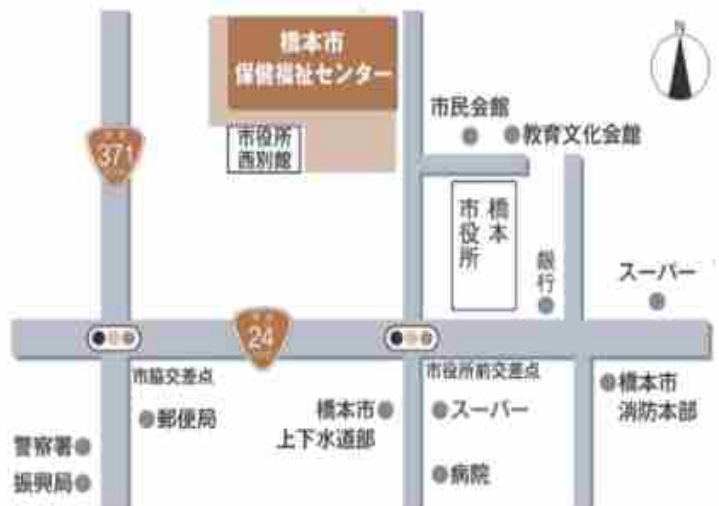 橋本市
保健福祉センター
N
市民会館
教育文化会館
市役所
西別館
371
橋本
市役所
銀行
スーパー
24
市脇交差点
市役所前交差点
郵便局
橋本市
上下水道部
スーパー
橋本市
消防本部
警察署
振興局
病院